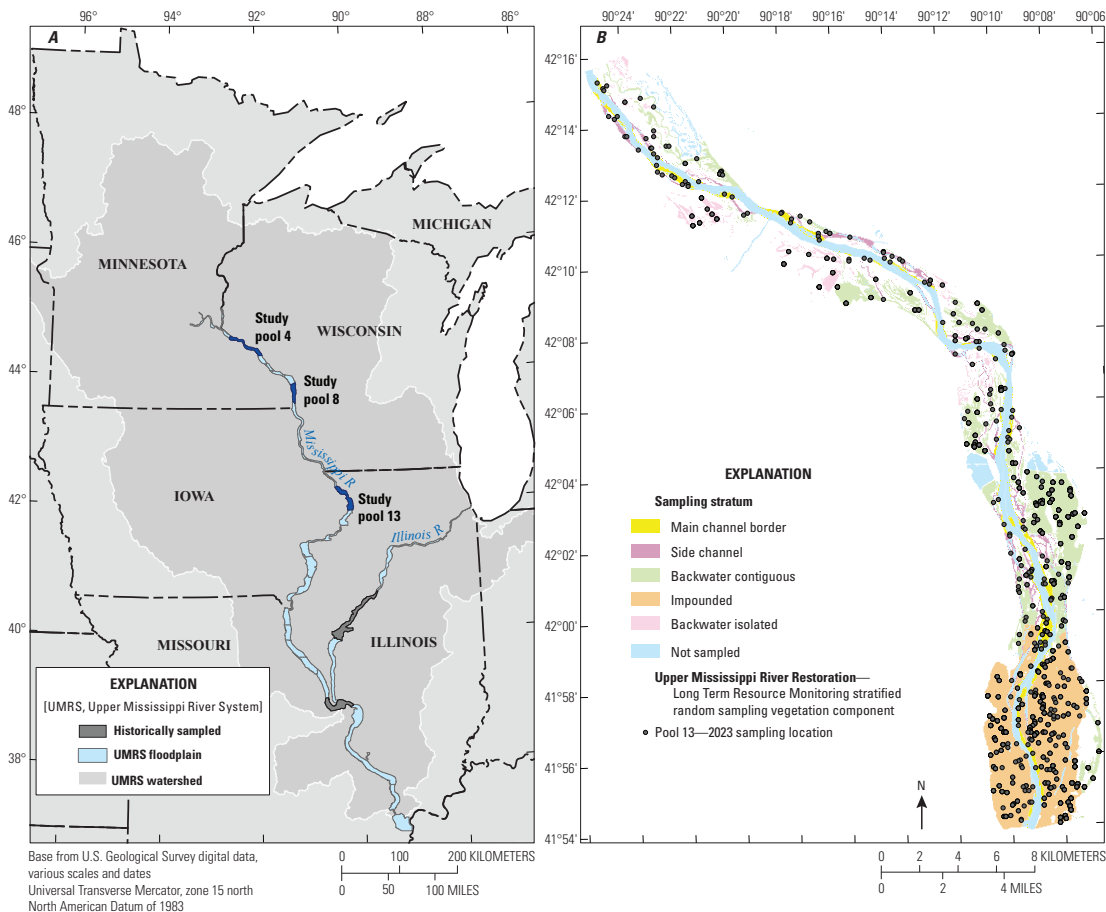 A
96° 94° 92° 90° 88° 86°
48°
46°
44°
42°
40°
38°
MICHIGAN
MINNESOTA
WISCONSIN
Study
pool 4
Study
pool 8
Mississippi R
IOWA
Study
pool 13
Illinois R
MISSOURI
ILLINOIS
EXPLANATION
[UMRS, Upper Mississippi River System]
Historically sampled
UMRS floodplain
UMRS watershed
Base from U.S. Geological Survey digital data,
various scales and dates
Universal Transverse Mercator, zone 15 north
North American Datum of 1983
0 100 200 KILOMETERS
0 50 100 MILES
B
90°24' 90°22' 90°20' 90°18' 90°16' 90°14' 90°12' 90°10' 90°08' 90°06'
42°16'
42°14'
42°12'
42°10'
42°08'
42°06'
42°04'
42°02'
42°00'
41°58'
41°56'
41°54'
EXPLANATION
Sampling stratum
Main channel border
Side channel
Backwater contiguous
Impounded
Backwater isolated
Not sampled
Upper Mississippi River Restoration—
Long Term Resource Monitoring stratified
random sampling vegetation component
Pool 13—2023 sampling location
N
0 2 4 6 8 KILOMETERS
0 2 4 MILES